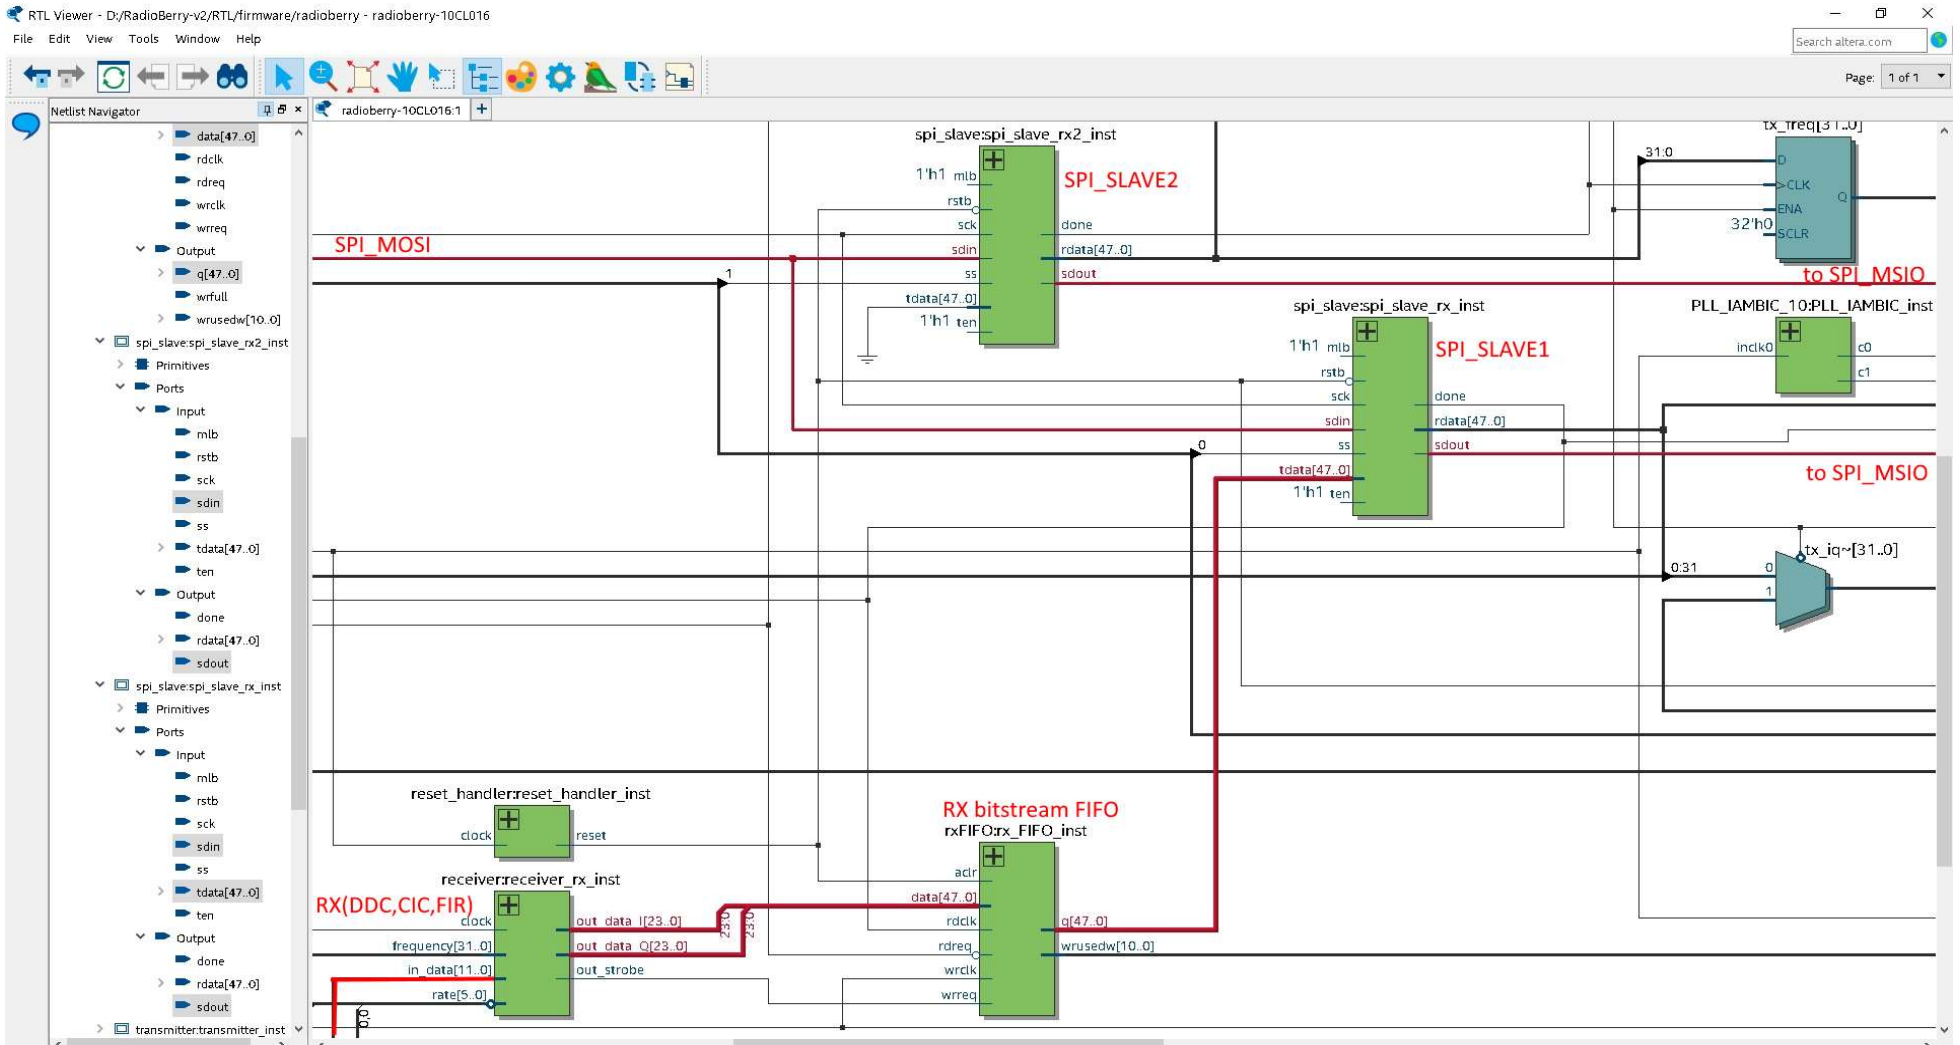 RTL Viewer - D:/RadioBerry-v2/RTL/firmware/radioberry - radioberry-10CL016
File Edit View Tools Window Help
Search altera.com
Page: 1 of 1
Netlist Navigator
radioberry-10CL016:1
data[47..0]
rdclk
rdreq
wrclk
wrreq
Output
q[47..0]
wrfull
wrusedw[10..0]
spi_slave:spi_slave_rx2_inst
Primitives
Ports
Input
mlb
rstb
sck
sdin
ss
tdata[47..0]
ten
Output
done
rdata[47..0]
sdout
spi_slave:spi_slave_rx_inst
Primitives
Ports
Input
mlb
rstb
sck
sdin
ss
tdata[47..0]
ten
Output
done
rdata[47..0]
sdout
transmitter:transmitter_inst
spi_slave:spi_slave_rx2_inst
SPI_SLAVE2
1'h1 mlb
rstb
sck
sdin
ss
tdata[47..0]
1'h1 ten
done
rdata[47..0]
sdout
SPI_MOSI
1
tx_freq[31..0]
31:0
D
>CLK
ENA
32'h0
SCLR
Q
to SPI_MSIO
spi_slave:spi_slave_rx_inst
SPI_SLAVE1
1'h1 mlb
rstb
sck
sdin
ss
tdata[47..0]
1'h1 ten
done
rdata[47..0]
sdout
0
PLL_IAMBIC_10:PLL_IAMBIC_inst
inclk0
c0
c1
to SPI_MSIO
tx_iq~[31..0]
0:31
0
1
reset_handler:reset_handler_inst
clock
reset
receiver:receiver_rx_inst
RX(DDC,CIC,FIR)
clock
frequency[31..0]
in_data[11..0]
rate[5..0]
out_data_I[23..0]
out_data_Q[23..0]
out_strobe
23:0
23:0
0:0
RX bitstream FIFO
rxFIFO:rx_FIFO_inst
aclr
data[47..0]
rdclk
rdreq
wrclk
wrreq
q[47..0]
wrusedw[10..0]